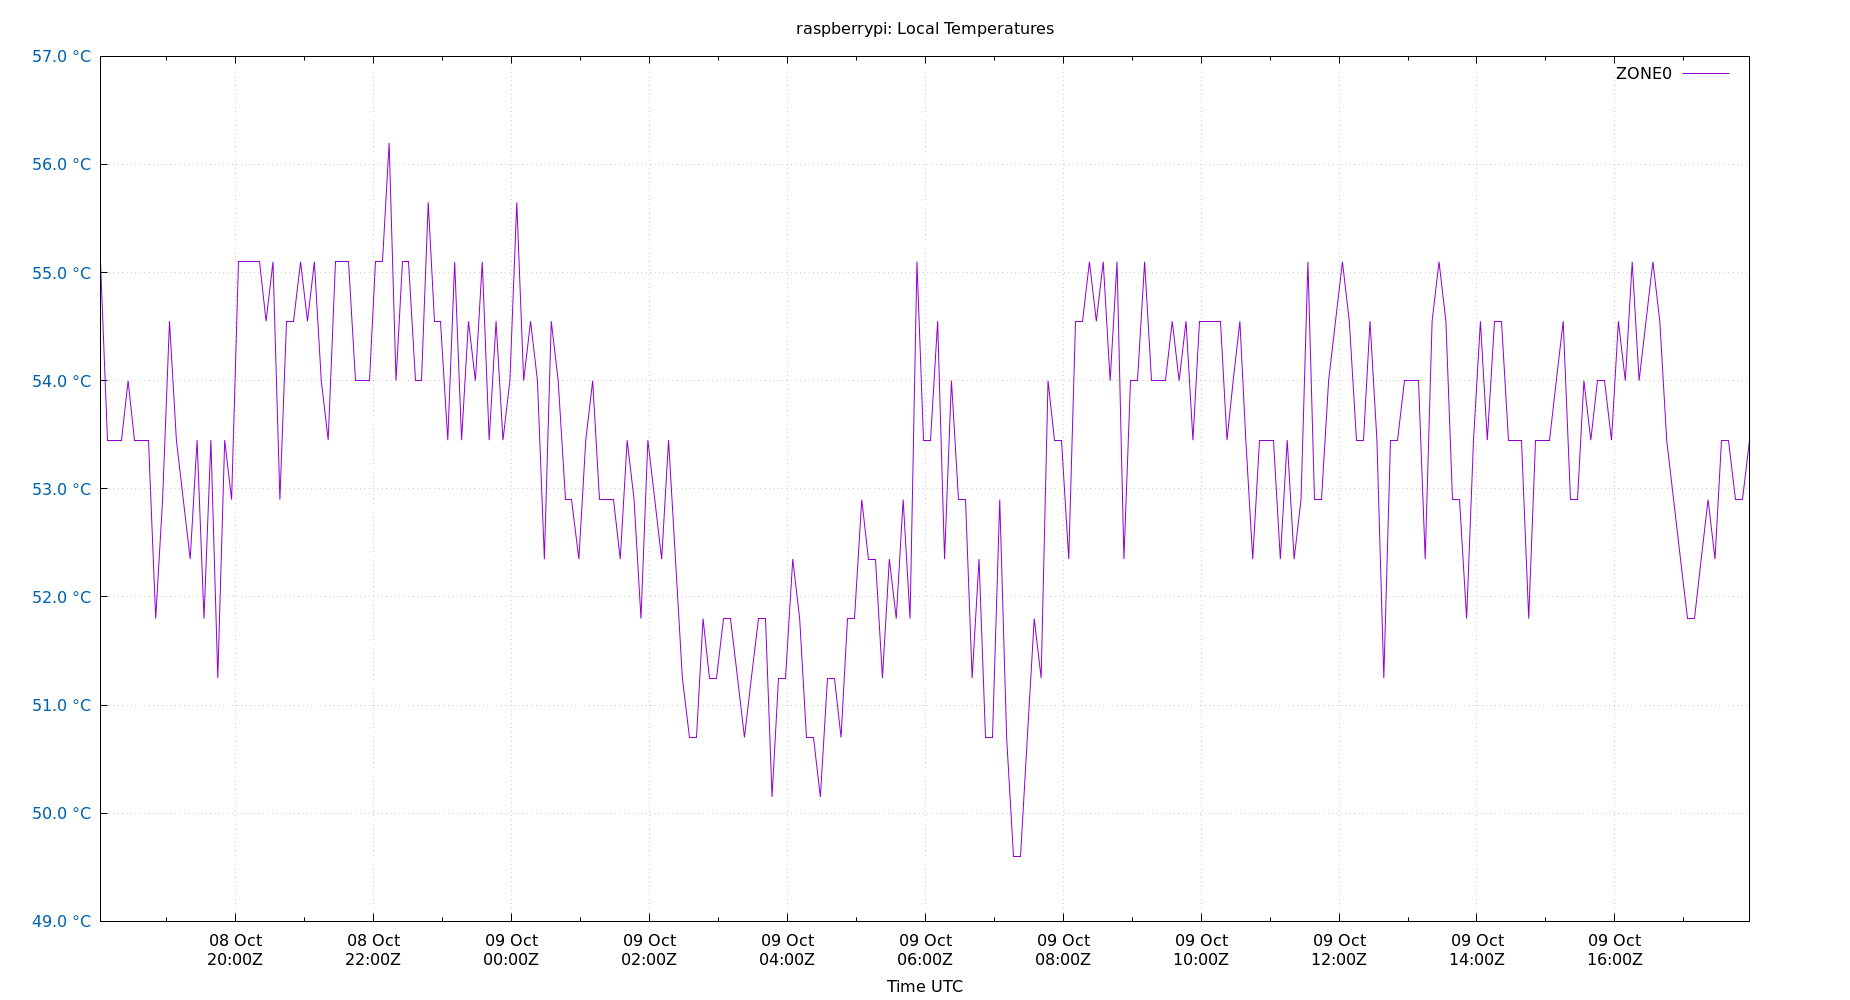 raspberrypi: Local Temperatures
57.0 °C
56.0 °C
55.0 °C
54.0 °C
53.0 °C
52.0 °C
51.0 °C
50.0 °C
49.0 °C
ZONE0
08 Oct 08 Oct 09 Oct 09 Oct 09 Oct 09 Oct 09 Oct 09 Oct 09 Oct 09 Oct 09 Oct
20:00Z 22:00Z 00:00Z 02:00Z 04:00Z 06:00Z 08:00Z 10:00Z 12:00Z 14:00Z 16:00Z
Time UTC